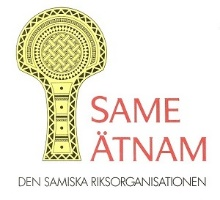 SAME
ÄTNAM
DEN SAMISKA RIKSORGANISATIONEN